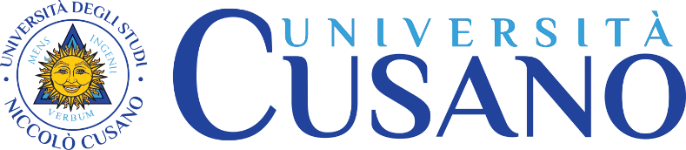 UNIVERSITÀ DEGLI STUDI
NICCOLÒ CUSANO
MENS
INGENII
VERBUM
UNIVERSITÀ
CUSANO